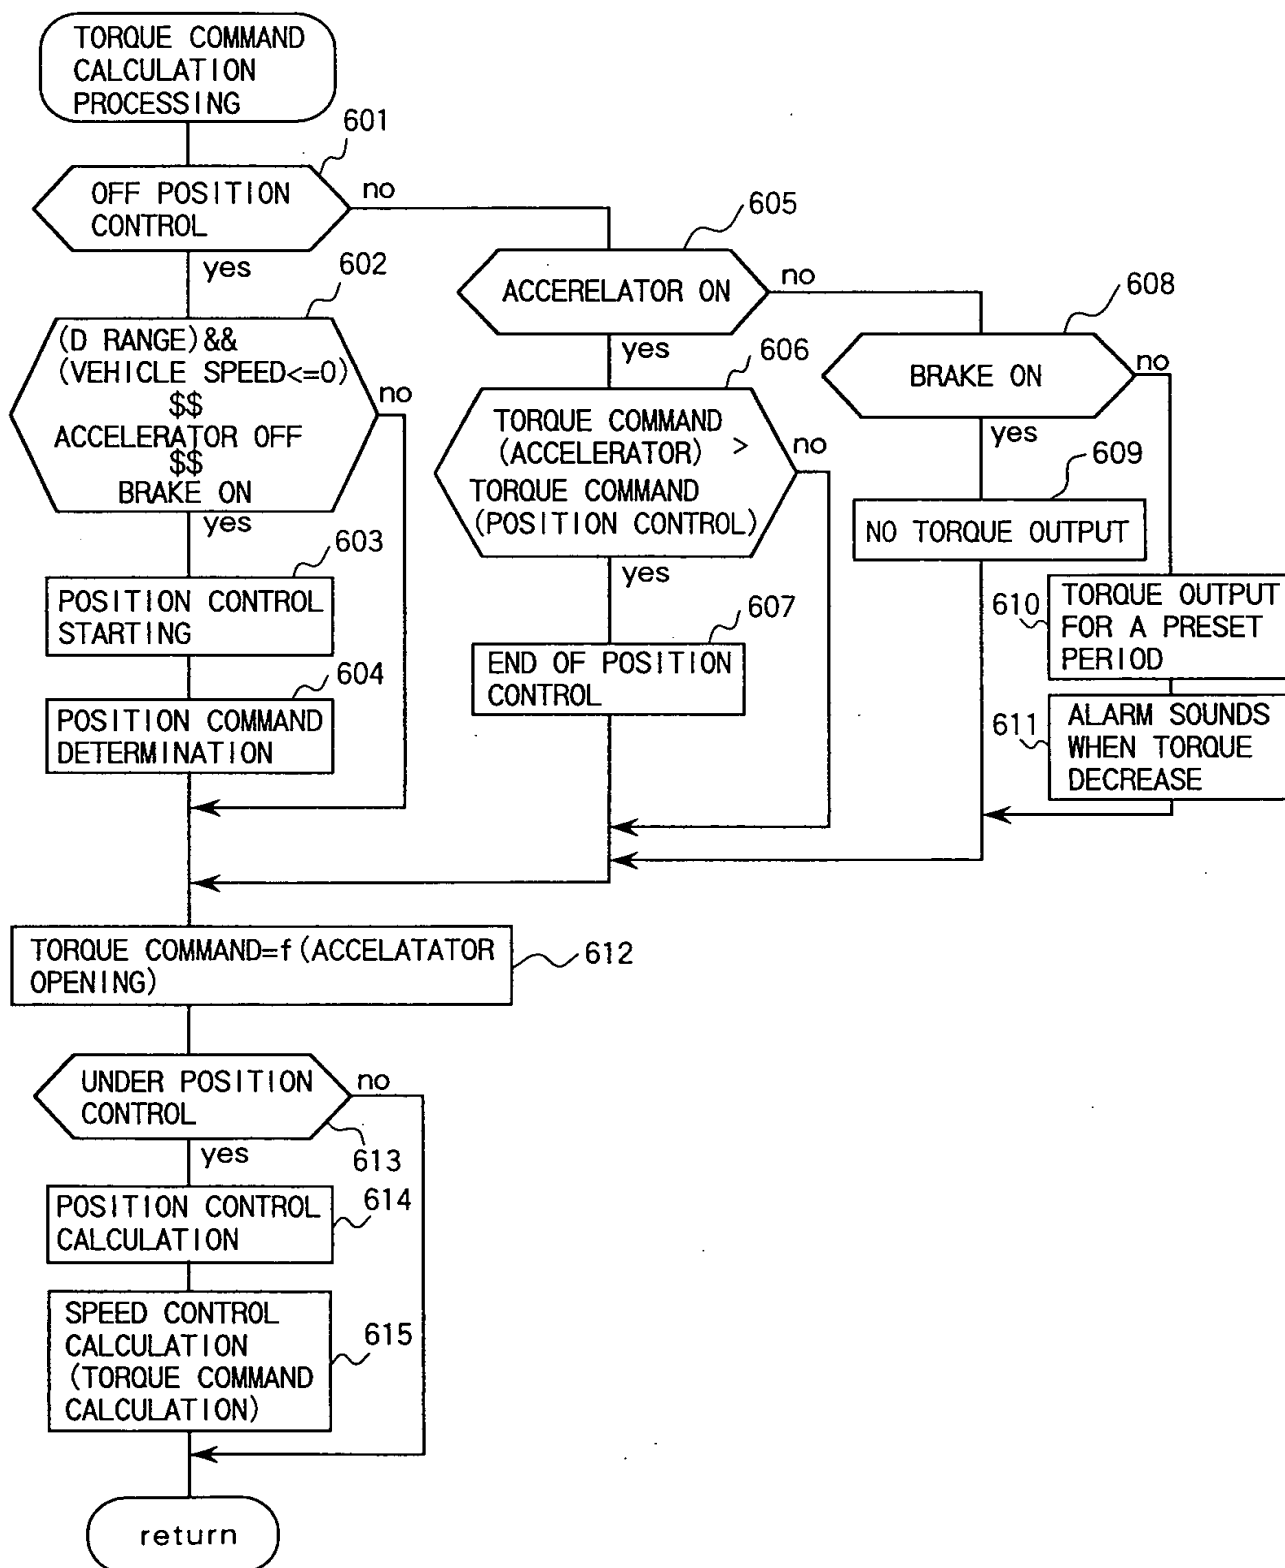 TORQUE COMMAND
CALCULATION
PROCESSING
601
OFF POSITION
CONTROL
no
yes
602
(D RANGE)&&
(VEHICLE SPEED<=0)
$$
ACCELERATOR OFF
$$
BRAKE ON
no
yes
603
POSITION CONTROL
STARTING
604
POSITION COMMAND
DETERMINATION
605
ACCERELATOR ON
no
yes
606
TORQUE COMMAND
(ACCELERATOR) >
TORQUE COMMAND
(POSITION CONTROL)
no
yes
607
END OF POSITION
CONTROL
608
BRAKE ON
no
yes
609
NO TORQUE OUTPUT
610
TORQUE OUTPUT
FOR A PRESET
PERIOD
611
ALARM SOUNDS
WHEN TORQUE
DECREASE
TORQUE COMMAND=f(ACCELATATOR
OPENING)
612
UNDER POSITION
CONTROL
no
613
yes
POSITION CONTROL
CALCULATION
614
SPEED CONTROL
CALCULATION
(TORQUE COMMAND
CALCULATION)
615
return